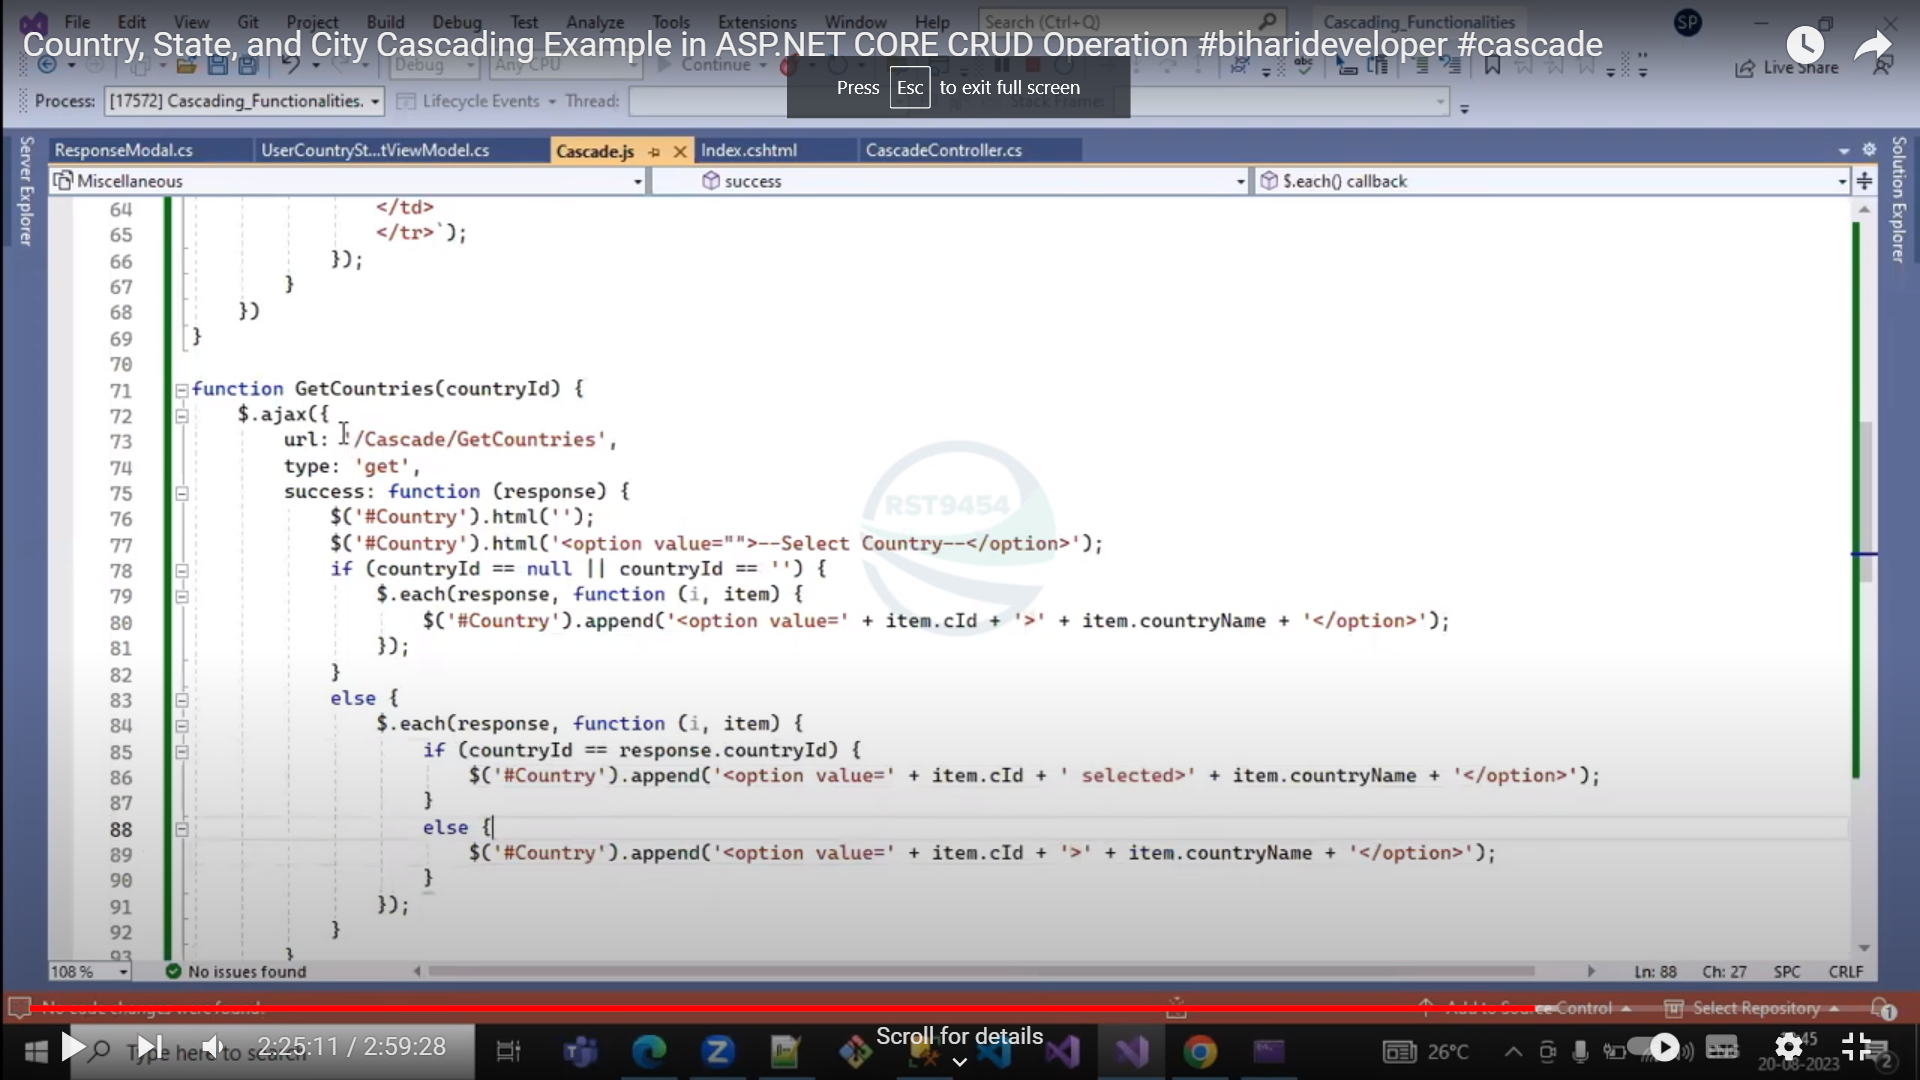 File Edit View Git Project Build Debug Test Analyze Tools Extensions Window Help Search (Ctrl+Q) Cascading_Functionalities SP
Country, State, and City Cascading Example in ASP.NET CORE CRUD Operation #biharideveloper #cascade
Debug Any CPU Continue Live Share
Press Esc to exit full screen
Process: [17572] Cascading_Functionalities. Lifecycle Events Thread: Stack Frame:
ResponseModal.cs UserCountrySt...tViewModel.cs Cascade.js Index.cshtml CascadeController.cs
Server Explorer
Solution Explorer
Miscellaneous success $.each() callback
64 </td>
65 </tr>`);
66 });
67 }
68 })
69 }
70
71 function GetCountries(countryId) {
72 $.ajax({
73 url: '/Cascade/GetCountries',
74 type: 'get',
75 success: function (response) {
76 $('#Country').html('');
77 $('#Country').html('<option value="">--Select Country--</option>');
78 if (countryId == null || countryId == '') {
79 $.each(response, function (i, item) {
80 $('#Country').append('<option value=' + item.cId + '>' + item.countryName + '</option>');
81 });
82 }
83 else {
84 $.each(response, function (i, item) {
85 if (countryId == response.countryId) {
86 $('#Country').append('<option value=' + item.cId + ' selected>' + item.countryName + '</option>');
87 }
88 else {
89 $('#Country').append('<option value=' + item.cId + '>' + item.countryName + '</option>');
90 }
91 });
92 }
93 }
RST9454
108 % No issues found Ln: 88 Ch: 27 SPC CRLF
No code changes were found. Add to Source Control Select Repository 1
Type here to search 2:25:11 / 2:59:28 Scroll for details 26°C
20-08-2023 2